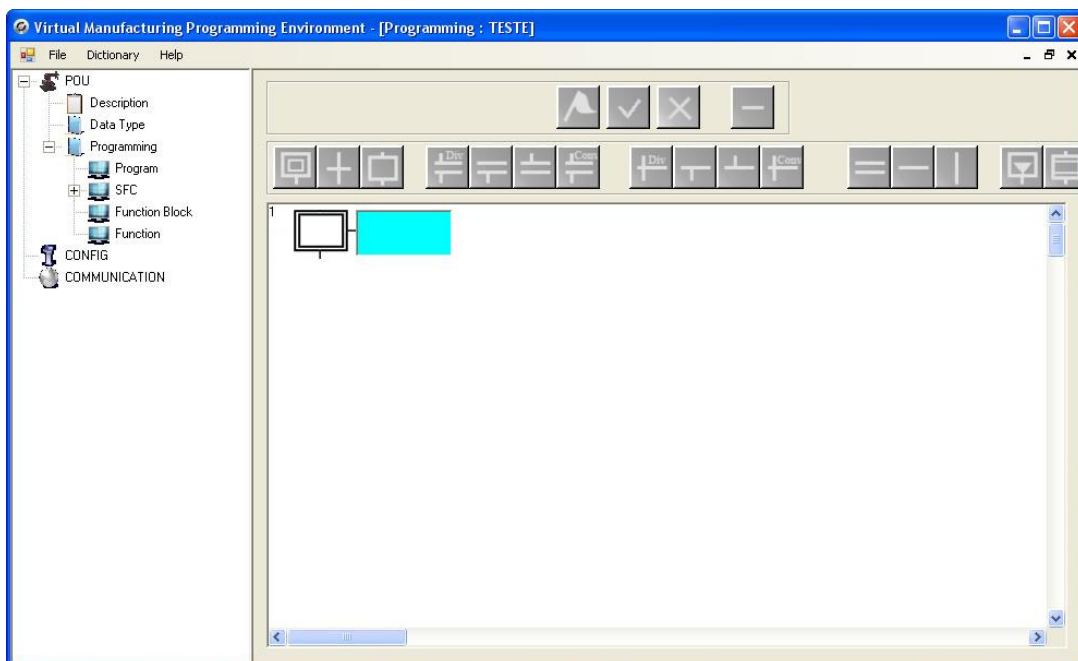 Virtual Manufacturing Programming Environment - [Programming : TESTE]
File Dictionary Help
POU
Description
Data Type
Programming
Program
SFC
Function Block
Function
CONFIG
COMMUNICATION
Div Conv Div Conv
1